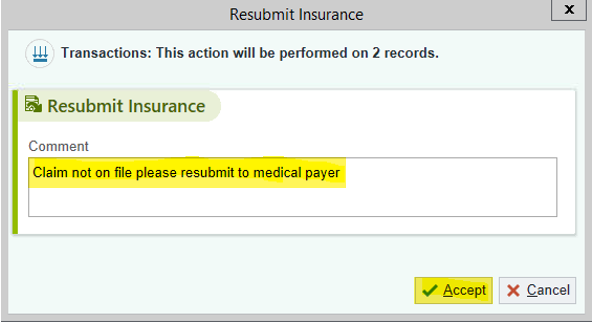 Resubmit Insurance
x
Transactions: This action will be performed on 2 records.
Resubmit Insurance
Comment
Claim not on file please resubmit to medical payer
Accept
Cancel